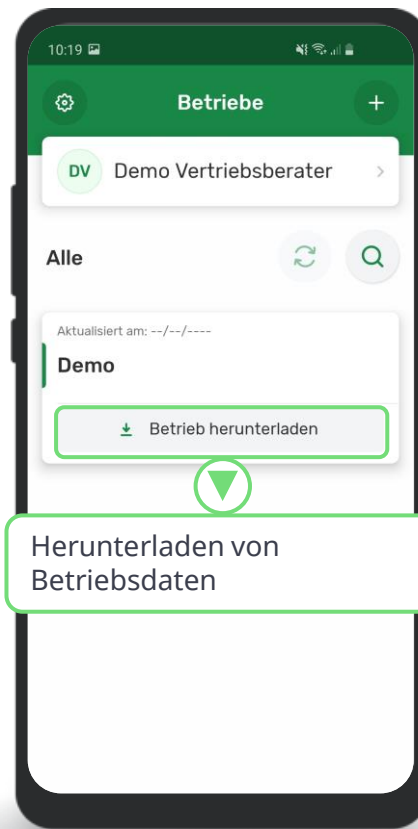 10:19
Betriebe
DV Demo Vertriebsberater
Alle
Aktualisiert am: --/--/----
Demo
Betrieb herunterladen
Herunterladen von
Betriebsdaten